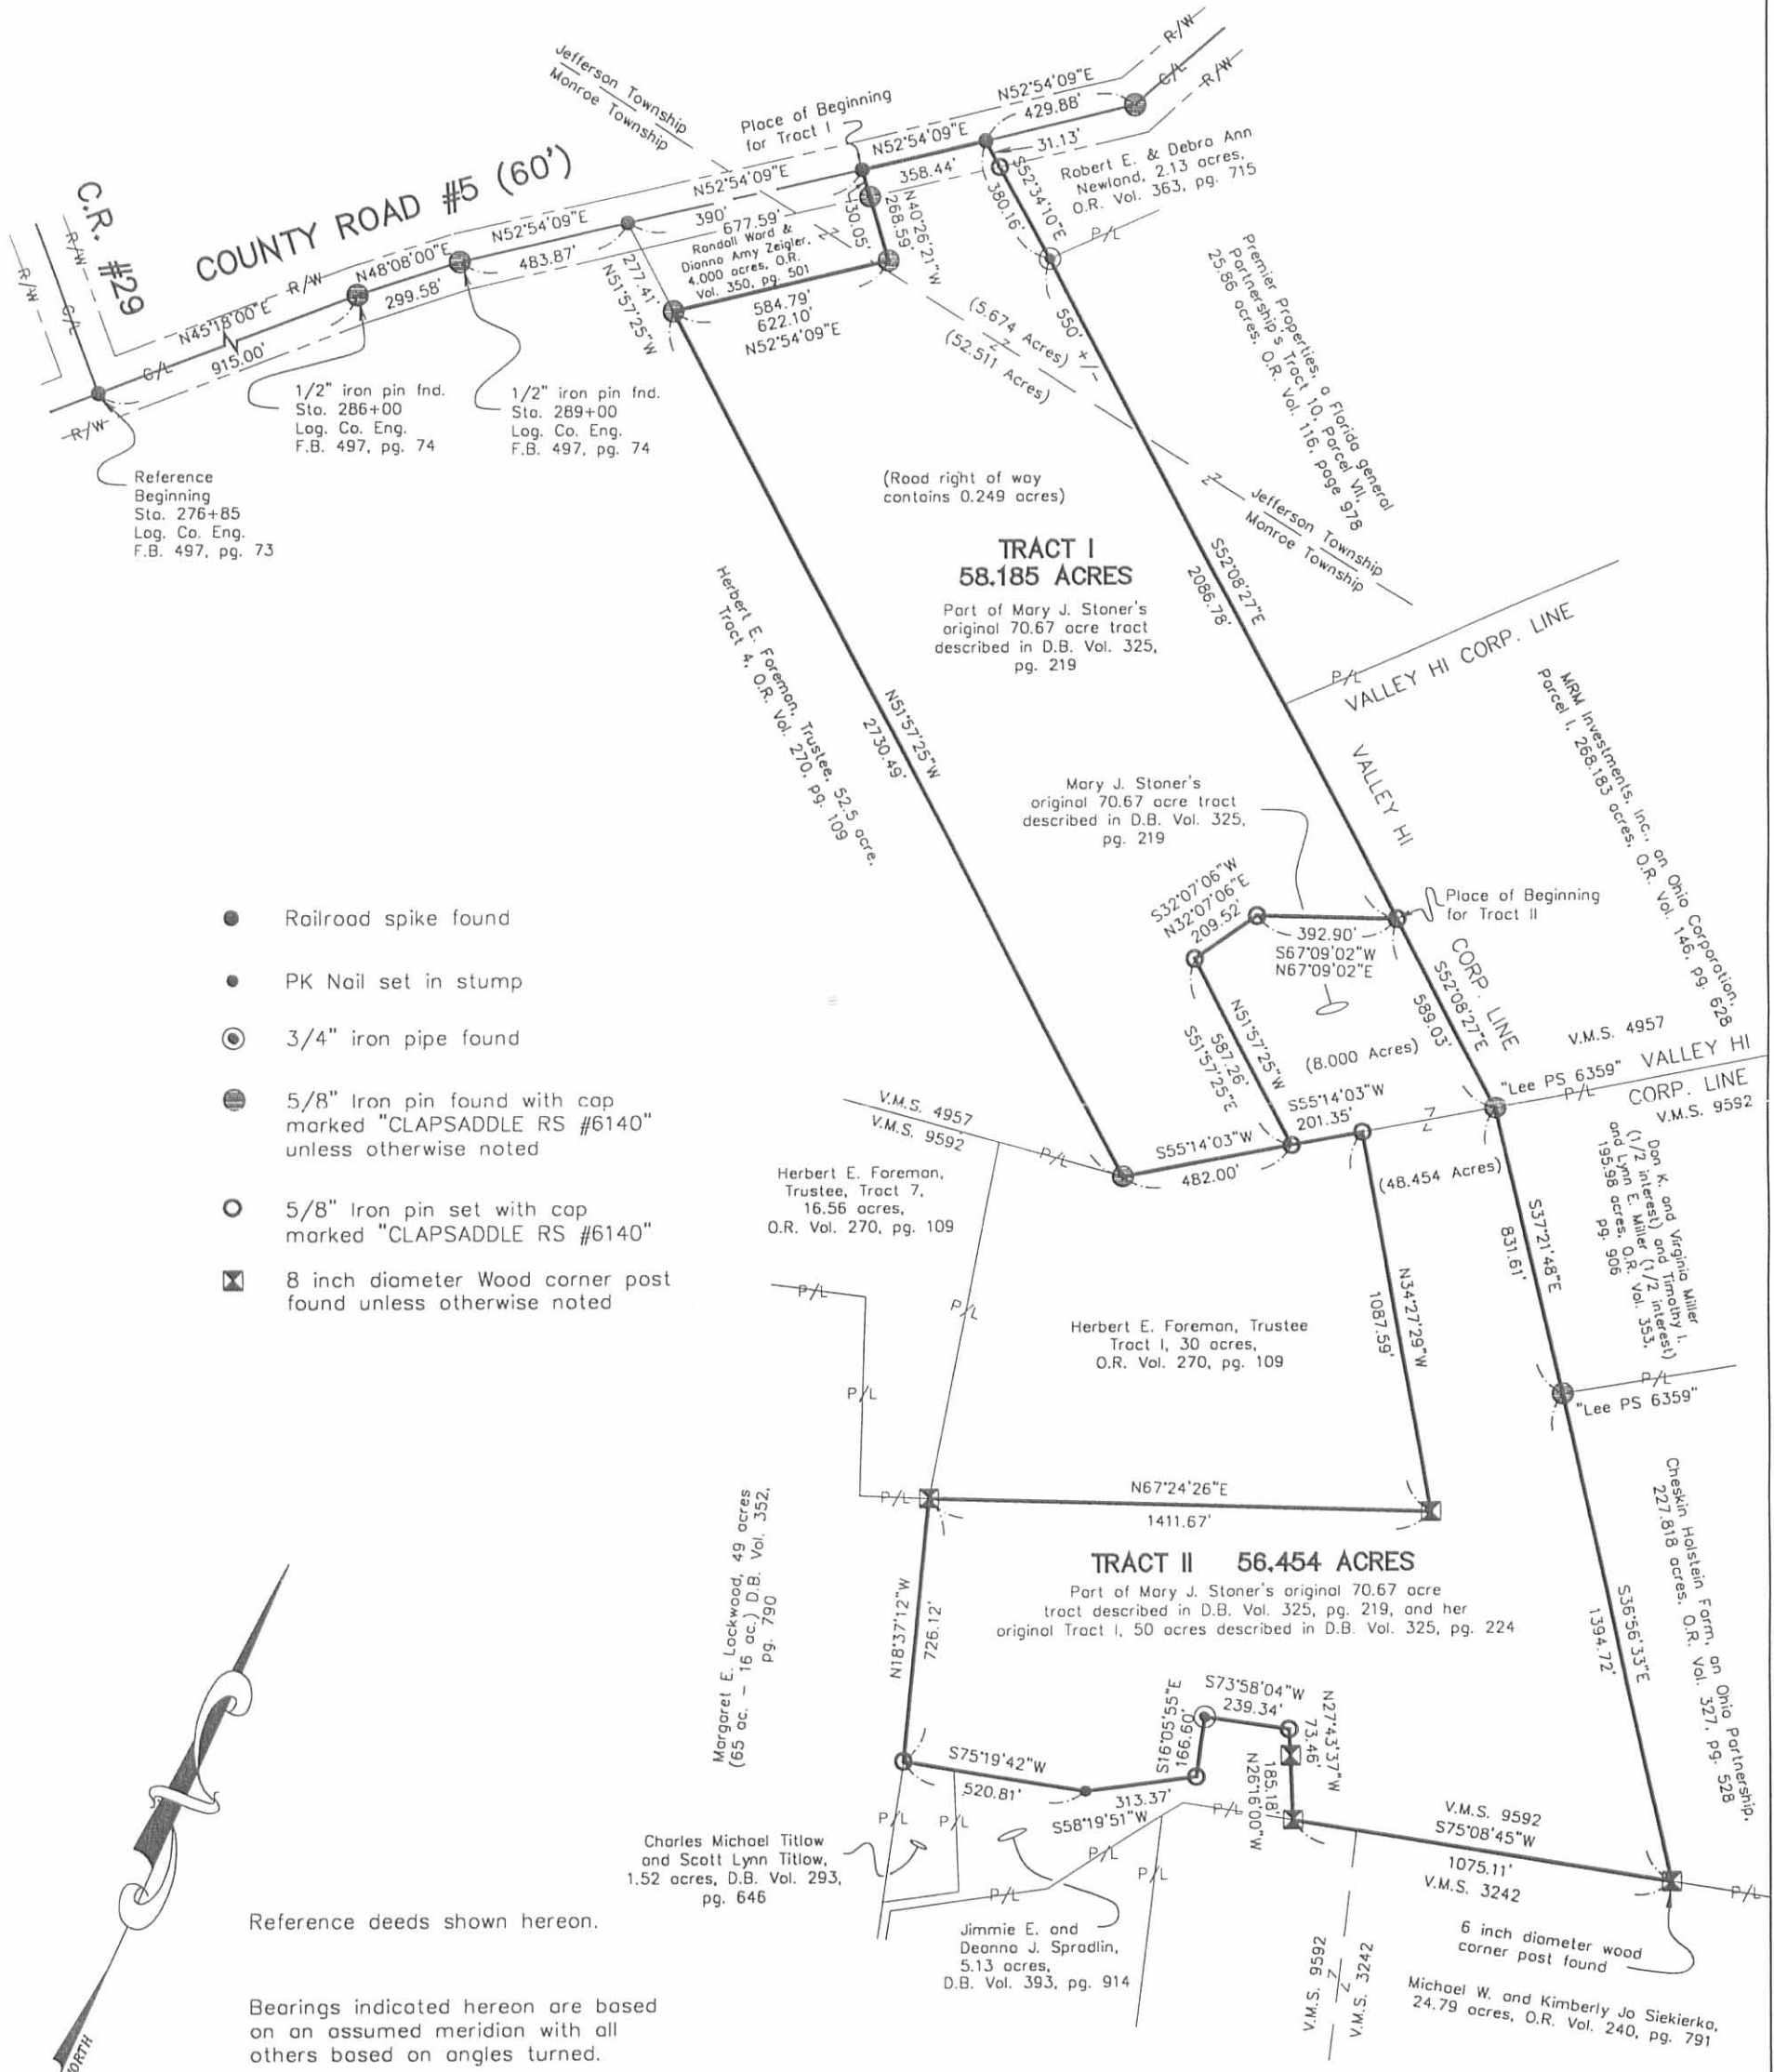 Jefferson Township
Monroe Township
Place of Beginning
for Tract I
R/W
C/L
R/W
N52°54'09"E
429.88'
N52°54'09"E
358.44'
31.13'
S52°34'10"E
380.16'
Robert E. & Debra Ann
Newland, 2.13 acres,
O.R. Vol. 363, pg. 715
P/L
C.R. #29
R/W
R/W
C/L
COUNTY ROAD #5 (60')
N52°54'09"E
390'
677.59'
N52°54'09"E
483.87'
N48°08'00"E
299.58'
R/W
N45°18'00"E
915.00'
C/L
R/W
Randall Ward &
Dianna Amy Zeigler,
4.000 acres, O.R.
Vol. 350, pg. 501
30.05'
268.59'
N40°26'21"W
277.41'
N51°57'25"W
584.79'
622.10'
N52°54'09"E
(5.674 Acres)
Z
(52.511 Acres)
550' +/-
Premier Properties, a Florida general
Partnership's Tract 10, Parcel VII,
25.86 acres, O.R. Vol. 116, page 978
1/2" iron pin fnd.
Sta. 286+00
Log. Co. Eng.
F.B. 497, pg. 74
1/2" iron pin fnd.
Sta. 289+00
Log. Co. Eng.
F.B. 497, pg. 74
Reference
Beginning
Sta. 276+85
Log. Co. Eng.
F.B. 497, pg. 73
(Road right of way
contains 0.249 acres)
TRACT I
58.185 ACRES
Part of Mary J. Stoner's
original 70.67 acre tract
described in D.B. Vol. 325,
pg. 219
Z
Jefferson Township
Monroe Township
S52°08'27"E
2086.78'
Herbert E. Foreman, Trustee, 52.5 acre,
Tract 4, O.R. Vol. 270, pg. 109
N51°57'25"W
2730.49'
P/L
VALLEY HI CORP. LINE
VALLEY HI
CORP. LINE
MRM Investments, Inc., an Ohio Corporation,
Parcel I, 268.183 acres, O.R. Vol. 146, pg. 628
Mary J. Stoner's
original 70.67 acre tract
described in D.B. Vol. 325,
pg. 219
Place of Beginning
for Tract II
S32°07'06"W
N32°07'06"E
209.52'
392.90'
S67°09'02"W
N67°09'02"E
S52°08'27"E
589.03'
N51°57'25"W
587.26'
S51°57'25"E
(8.000 Acres)
V.M.S. 4957
"Lee PS 6359"
P/L
VALLEY HI
CORP. LINE
V.M.S. 9592
Railroad spike found
PK Nail set in stump
3/4" iron pipe found
5/8" Iron pin found with cap
marked "CLAPSADDLE RS #6140"
unless otherwise noted
5/8" Iron pin set with cap
marked "CLAPSADDLE RS #6140"
8 inch diameter Wood corner post
found unless otherwise noted
V.M.S. 4957
V.M.S. 9592
P/L
S55°14'03"W
482.00'
S55°14'03"W
201.35'
Z
(48.454 Acres)
Herbert E. Foreman,
Trustee, Tract 7,
16.56 acres,
O.R. Vol. 270, pg. 109
Don K. and Virginia Miller
(1/2 interest) and Timothy I.
and Lynn E. Miller (1/2 interest)
195.98 acres, O.R. Vol. 353,
pg. 906
S37°21'48"E
831.61'
N34°27'29"W
1087.59'
P/L
P/L
P/L
Herbert E. Foreman, Trustee
Tract I, 30 acres,
O.R. Vol. 270, pg. 109
P/L
"Lee PS 6359"
P/L
N67°24'26"E
1411.67'
TRACT II 56.454 ACRES
Part of Mary J. Stoner's original 70.67 acre
tract described in D.B. Vol. 325, pg. 219, and her
original Tract I, 50 acres described in D.B. Vol. 325, pg. 224
Margaret E. Lockwood, 49 acres
(65 ac. - 16 ac.) D.B. Vol. 352,
pg. 790
N18°37'12"W
726.12'
Cheskin Holstein Farm, an Ohio Partnership,
227.818 acres, O.R. Vol. 327, pg. 528
S36°56'33"E
1394.72'
S75°19'42"W
520.81'
313.37'
S58°19'51"W
S16°05'55"E
166.60'
S73°58'04"W
239.34'
N27°43'37"W
73.46'
185.18'
N26°16'00"W
P/L
P/L
P/L
P/L
P/L
P/L
V.M.S. 9592
S75°08'45"W
1075.11'
V.M.S. 3242
P/L
Charles Michael Titlow
and Scott Lynn Titlow,
1.52 acres, D.B. Vol. 293,
pg. 646
Jimmie E. and
Deanna J. Spradlin,
5.13 acres,
D.B. Vol. 393, pg. 914
V.M.S. 9592
Z
V.M.S. 3242
6 inch diameter wood
corner post found
Michael W. and Kimberly Jo Siekierka,
24.79 acres, O.R. Vol. 240, pg. 791
Reference deeds shown hereon.
Bearings indicated hereon are based
on an assumed meridian with all
others based on angles turned.
NORTH